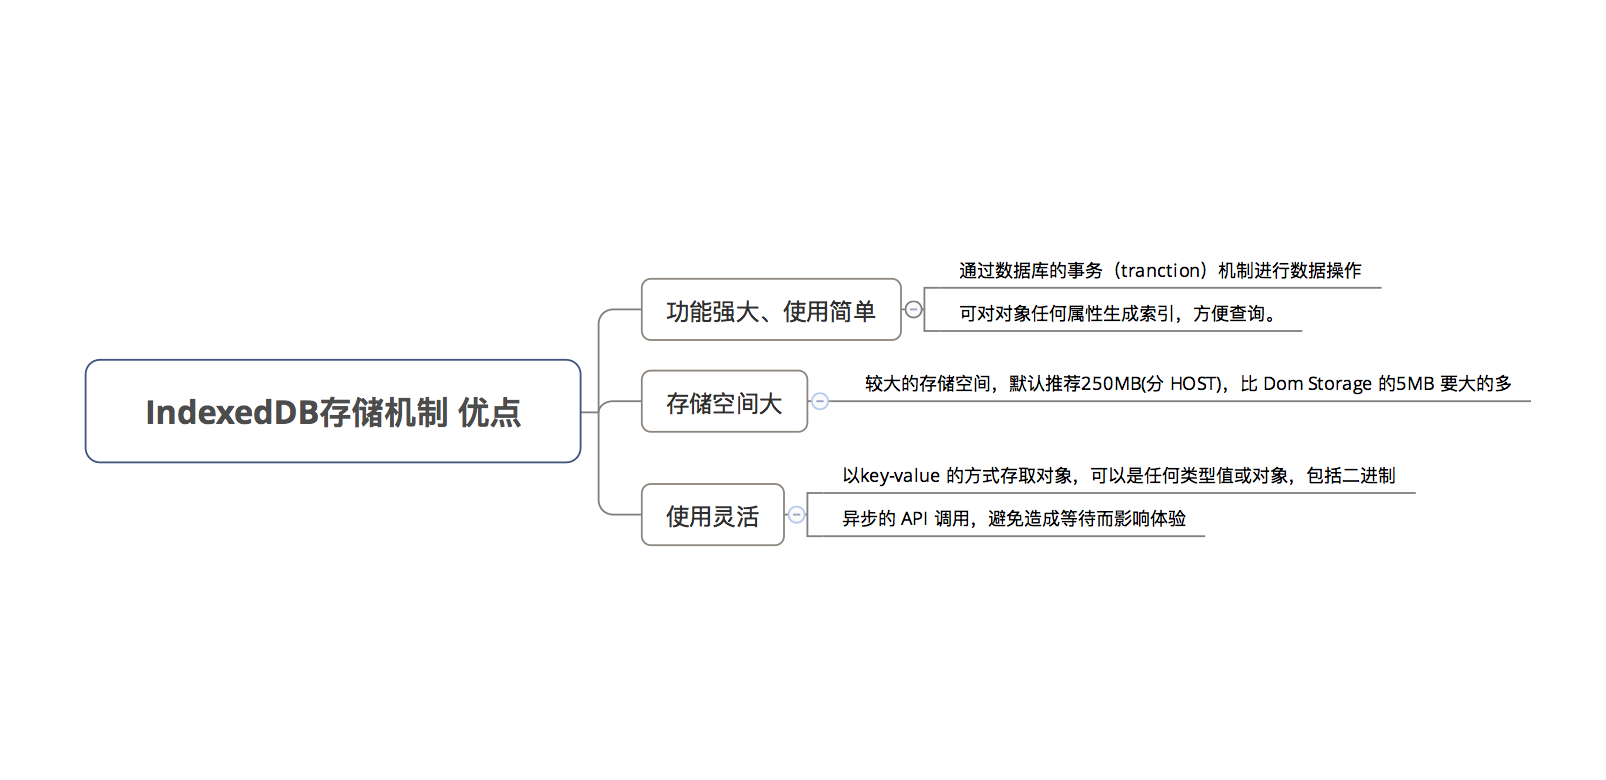 IndexedDB存储机制 优点
功能强大、使用简单
通过数据库的事务（tranction）机制进行数据操作
可对对象任何属性生成索引，方便查询。
存储空间大
较大的存储空间，默认推荐250MB(分 HOST)，比 Dom Storage 的5MB 要大的多
使用灵活
以key-value 的方式存取对象，可以是任何类型值或对象，包括二进制
异步的 API 调用，避免造成等待而影响体验